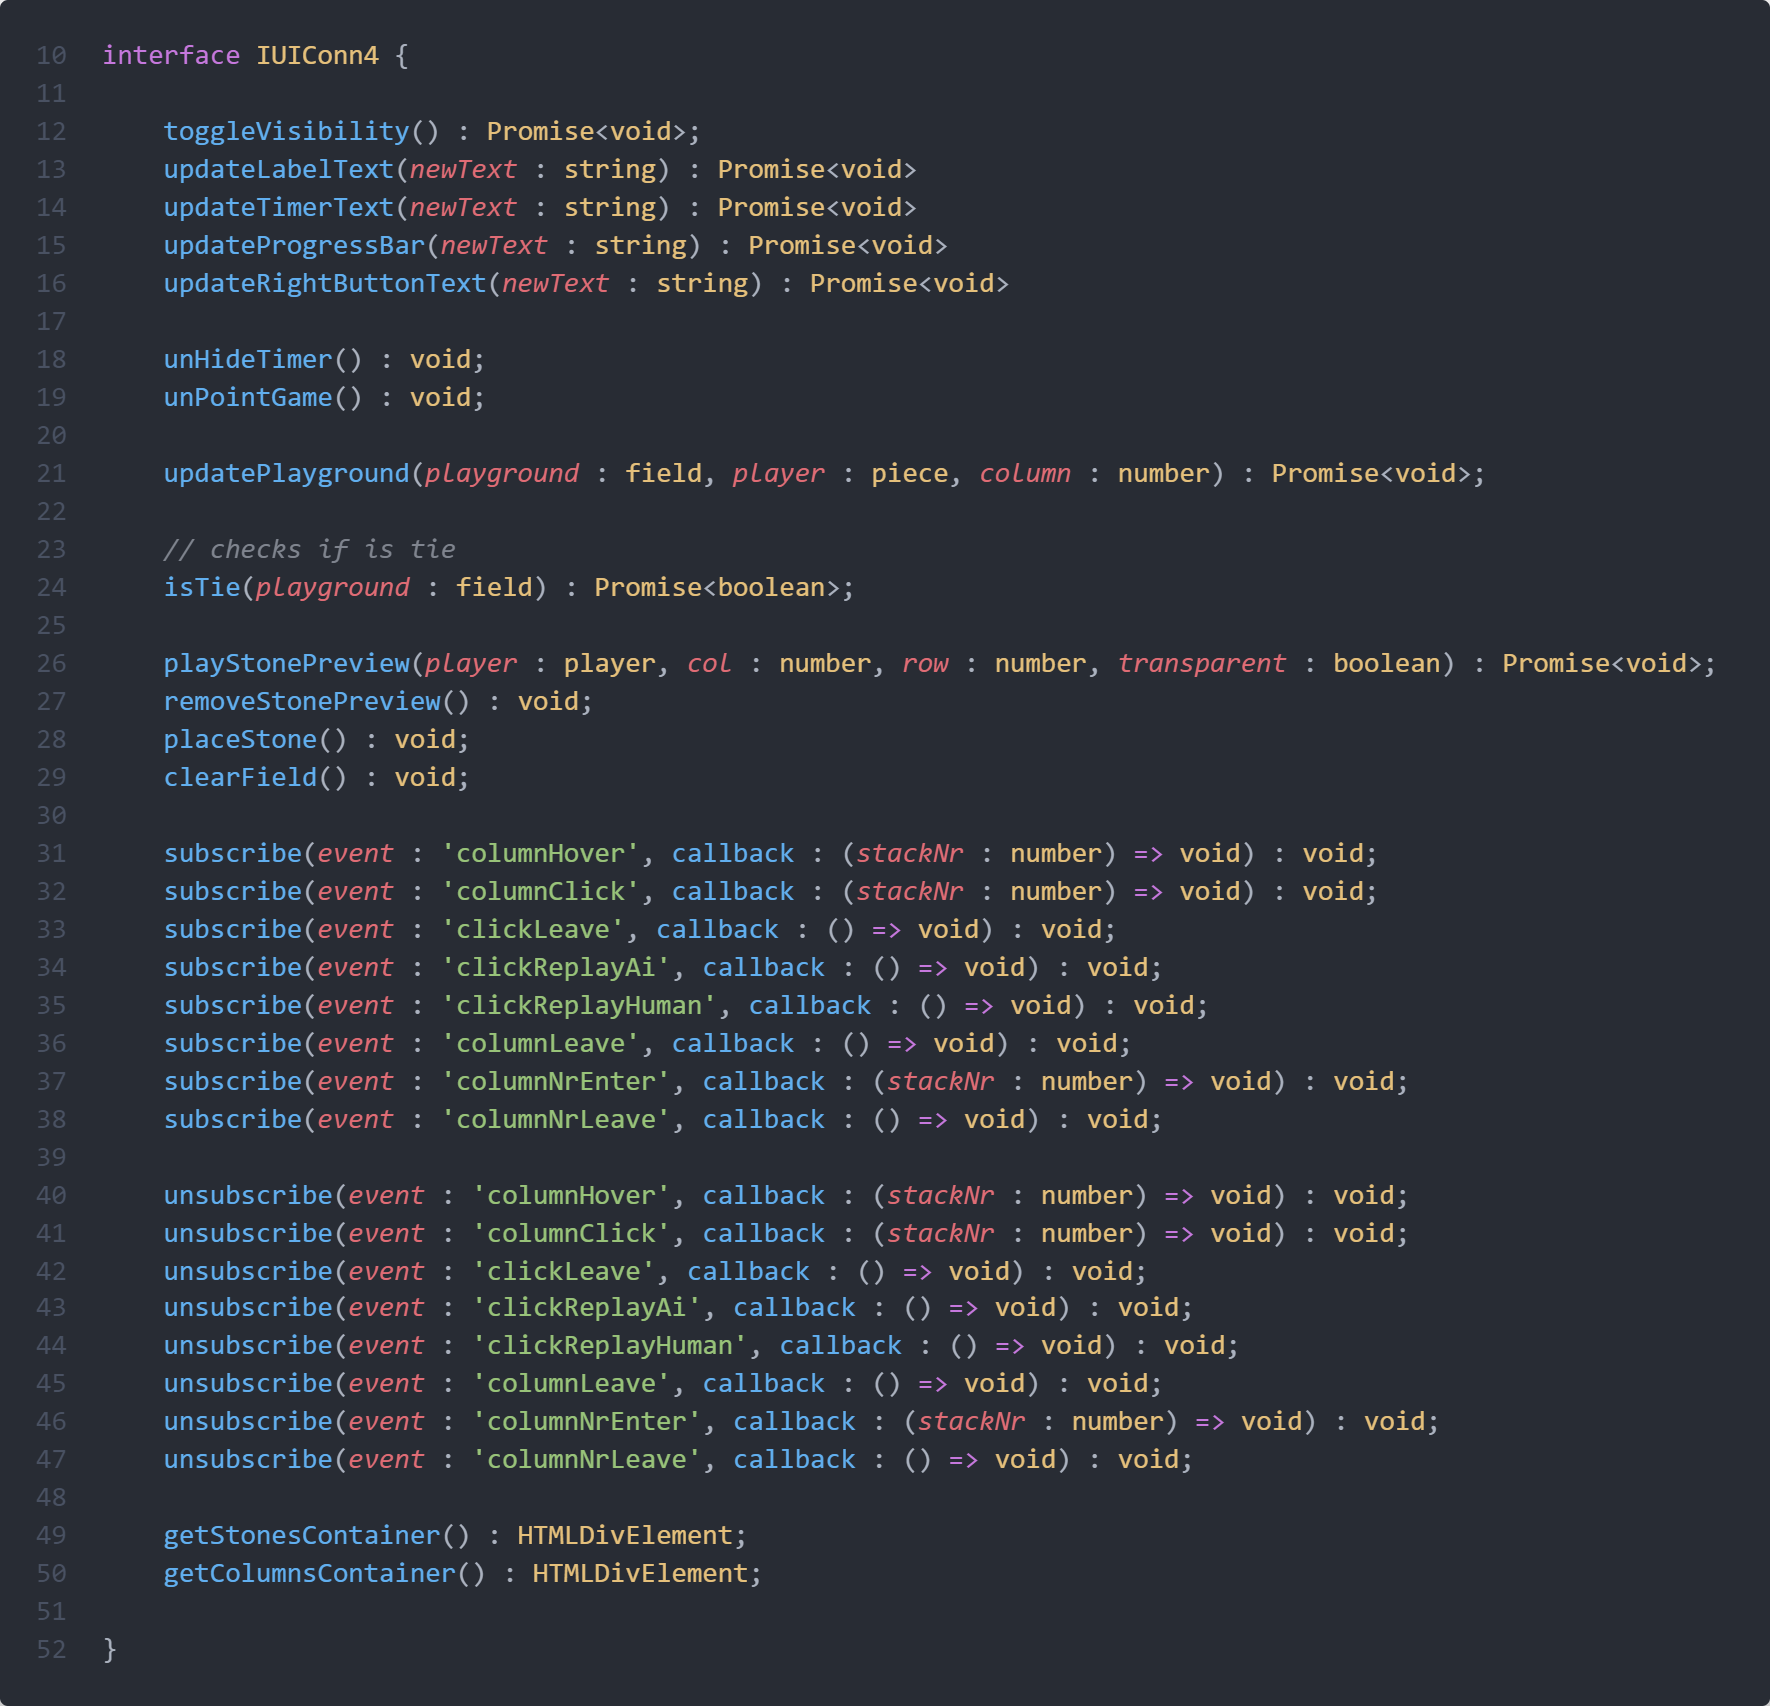 10 interface IUIConn4 {
11
12     toggleVisibility() : Promise<void>;
13     updateLabelText(newText : string) : Promise<void>
14     updateTimerText(newText : string) : Promise<void>
15     updateProgressBar(newText : string) : Promise<void>
16     updateRightButtonText(newText : string) : Promise<void>
17
18     unHideTimer() : void;
19     unPointGame() : void;
20
21     updatePlayground(playground : field, player : piece, column : number) : Promise<void>;
22
23     // checks if is tie
24     isTie(playground : field) : Promise<boolean>;
25
26     playStonePreview(player : player, col : number, row : number, transparent : boolean) : Promise<void>;
27     removeStonePreview() : void;
28     placeStone() : void;
29     clearField() : void;
30
31     subscribe(event : 'columnHover', callback : (stackNr : number) => void) : void;
32     subscribe(event : 'columnClick', callback : (stackNr : number) => void) : void;
33     subscribe(event : 'clickLeave', callback : () => void) : void;
34     subscribe(event : 'clickReplayAi', callback : () => void) : void;
35     subscribe(event : 'clickReplayHuman', callback : () => void) : void;
36     subscribe(event : 'columnLeave', callback : () => void) : void;
37     subscribe(event : 'columnNrEnter', callback : (stackNr : number) => void) : void;
38     subscribe(event : 'columnNrLeave', callback : () => void) : void;
39
40     unsubscribe(event : 'columnHover', callback : (stackNr : number) => void) : void;
41     unsubscribe(event : 'columnClick', callback : (stackNr : number) => void) : void;
42     unsubscribe(event : 'clickLeave', callback : () => void) : void;
43     unsubscribe(event : 'clickReplayAi', callback : () => void) : void;
44     unsubscribe(event : 'clickReplayHuman', callback : () => void) : void;
45     unsubscribe(event : 'columnLeave', callback : () => void) : void;
46     unsubscribe(event : 'columnNrEnter', callback : (stackNr : number) => void) : void;
47     unsubscribe(event : 'columnNrLeave', callback : () => void) : void;
48
49     getStonesContainer() : HTMLDivElement;
50     getColumnsContainer() : HTMLDivElement;
51
52 }